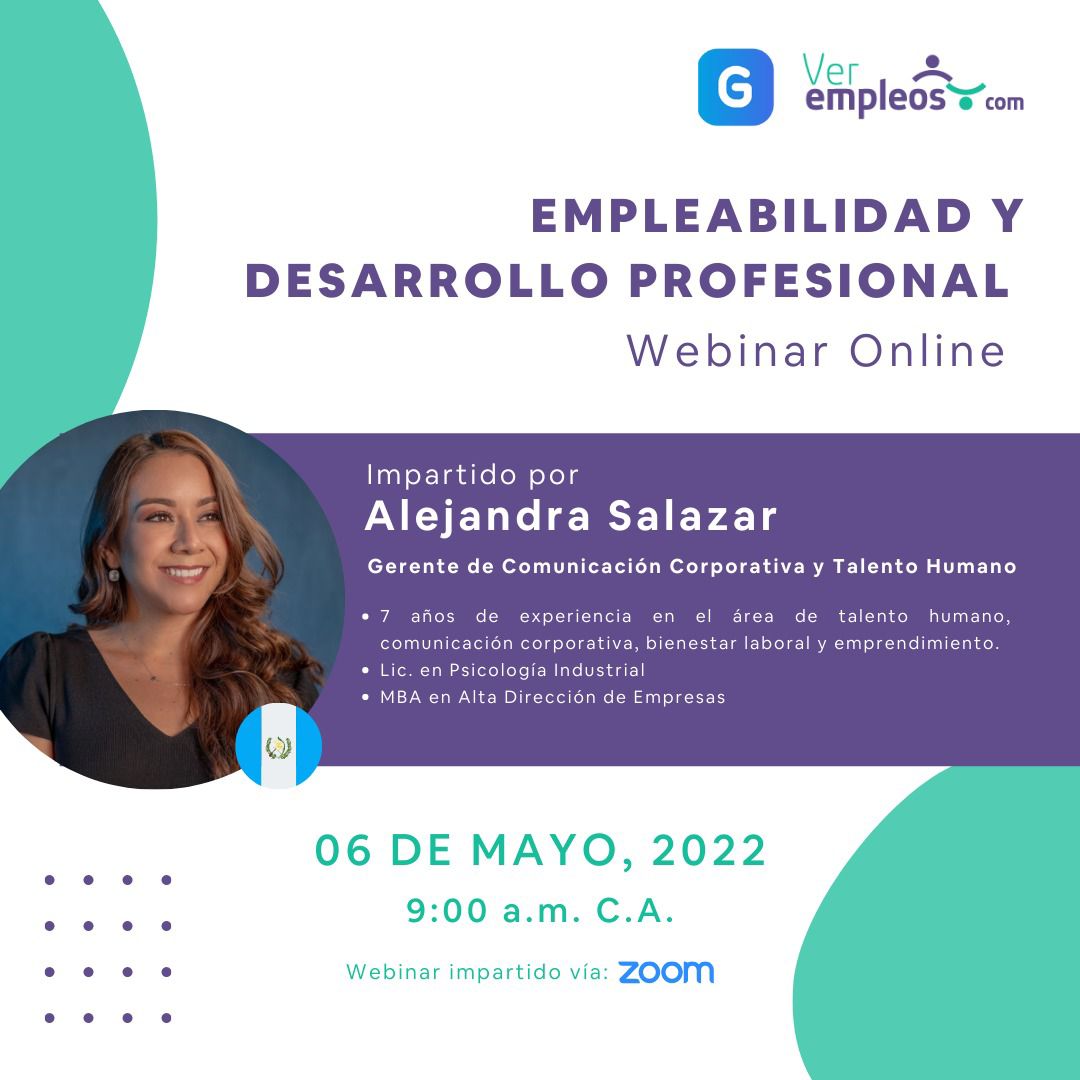 G
Ver
empleos.com
EMPLEABILIDAD Y
DESARROLLO PROFESIONAL
Webinar Online
Impartido por
Alejandra Salazar
Gerente de Comunicación Corporativa y Talento Humano
• 7 años de experiencia en el área de talento humano,
comunicación corporativa, bienestar laboral y emprendimiento.
• Lic. en Psicología Industrial
• MBA en Alta Dirección de Empresas
06 DE MAYO, 2022
9:00 a.m. C.A.
Webinar impartido vía: zoom